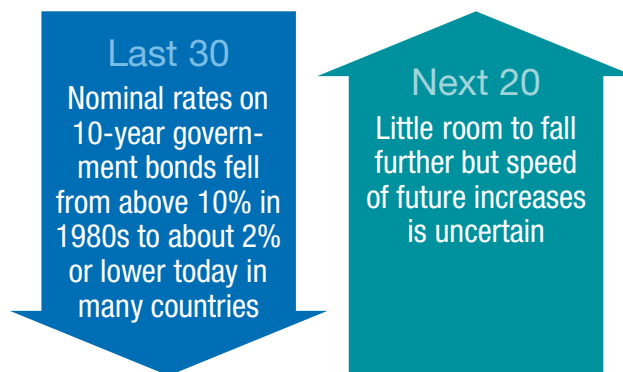 Last 30
Nominal rates on
10-year govern-
ment bonds fell
from above 10% in
1980s to about 2%
or lower today in
many countries
Next 20
Little room to fall
further but speed
of future increases
is uncertain